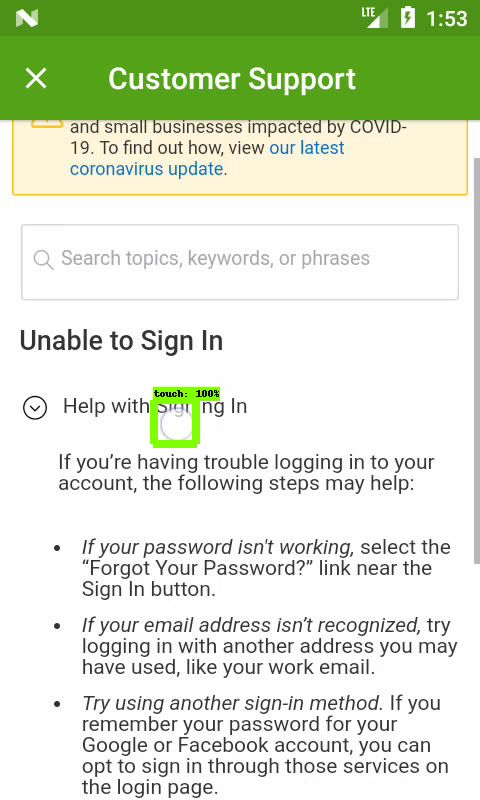 LTE 1:53
Customer Support
and small businesses impacted by COVID-
19. To find out how, view our latest
coronavirus update.
Search topics, keywords, or phrases
Unable to Sign In
touch: 100%
Help with Signing In
If you’re having trouble logging in to your
account, the following steps may help:
• If your password isn't working, select the
“Forgot Your Password?” link near the
Sign In button.
• If your email address isn’t recognized, try
logging in with another address you may
have used, like your work email.
• Try using another sign-in method. If you
remember your password for your
Google or Facebook account, you can
opt to sign in through those services on
the login page.